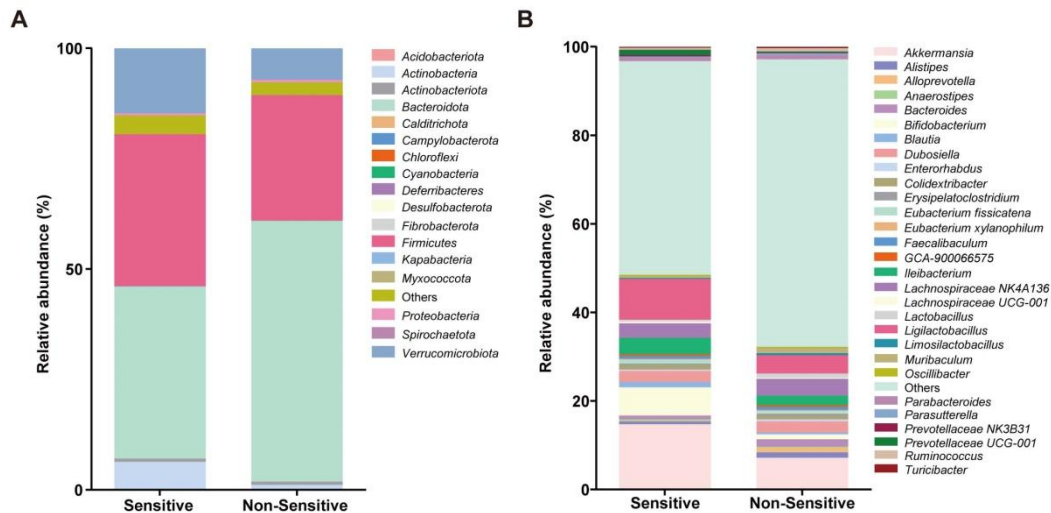 A
Relative abundance (%)
100
50
0
Sensitive
Non-Sensitive
Acidobacteriota
Actinobacteria
Actinobacteriota
Bacteroidota
Calditrichota
Campylobacterota
Chloroflexi
Cyanobacteria
Deferribacteres
Desulfobacterota
Fibrobacterota
Firmicutes
Kapabacteria
Myxococcota
Others
Proteobacteria
Spirochaetota
Verrucomicrobiota
B
Relative abundance (%)
100
80
60
40
20
0
Sensitive
Non-Sensitive
Akkermansia
Alistipes
Alloprevotella
Anaerostipes
Bacteroides
Bifidobacterium
Blautia
Dubosiella
Enterorhabdus
Colidextribacter
Erysipelatoclostridium
Eubacterium fissicatena
Eubacterium xylanophilum
Faecalibaculum
GCA-900066575
Ileibacterium
Lachnospiraceae NK4A136
Lachnospiraceae UCG-001
Lactobacillus
Ligilactobacillus
Limosilactobacillus
Muribaculum
Oscillibacter
Others
Parabacteroides
Parasutterella
Prevotellaceae NK3B31
Prevotellaceae UCG-001
Ruminococcus
Turicibacter